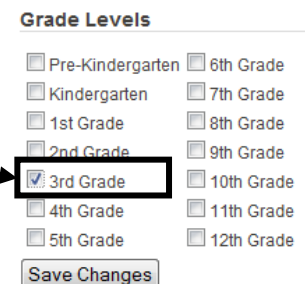 Grade Levels
Pre-Kindergarten 6th Grade
Kindergarten 7th Grade
1st Grade 8th Grade
2nd Grade 9th Grade
3rd Grade 10th Grade
4th Grade 11th Grade
5th Grade 12th Grade
Save Changes